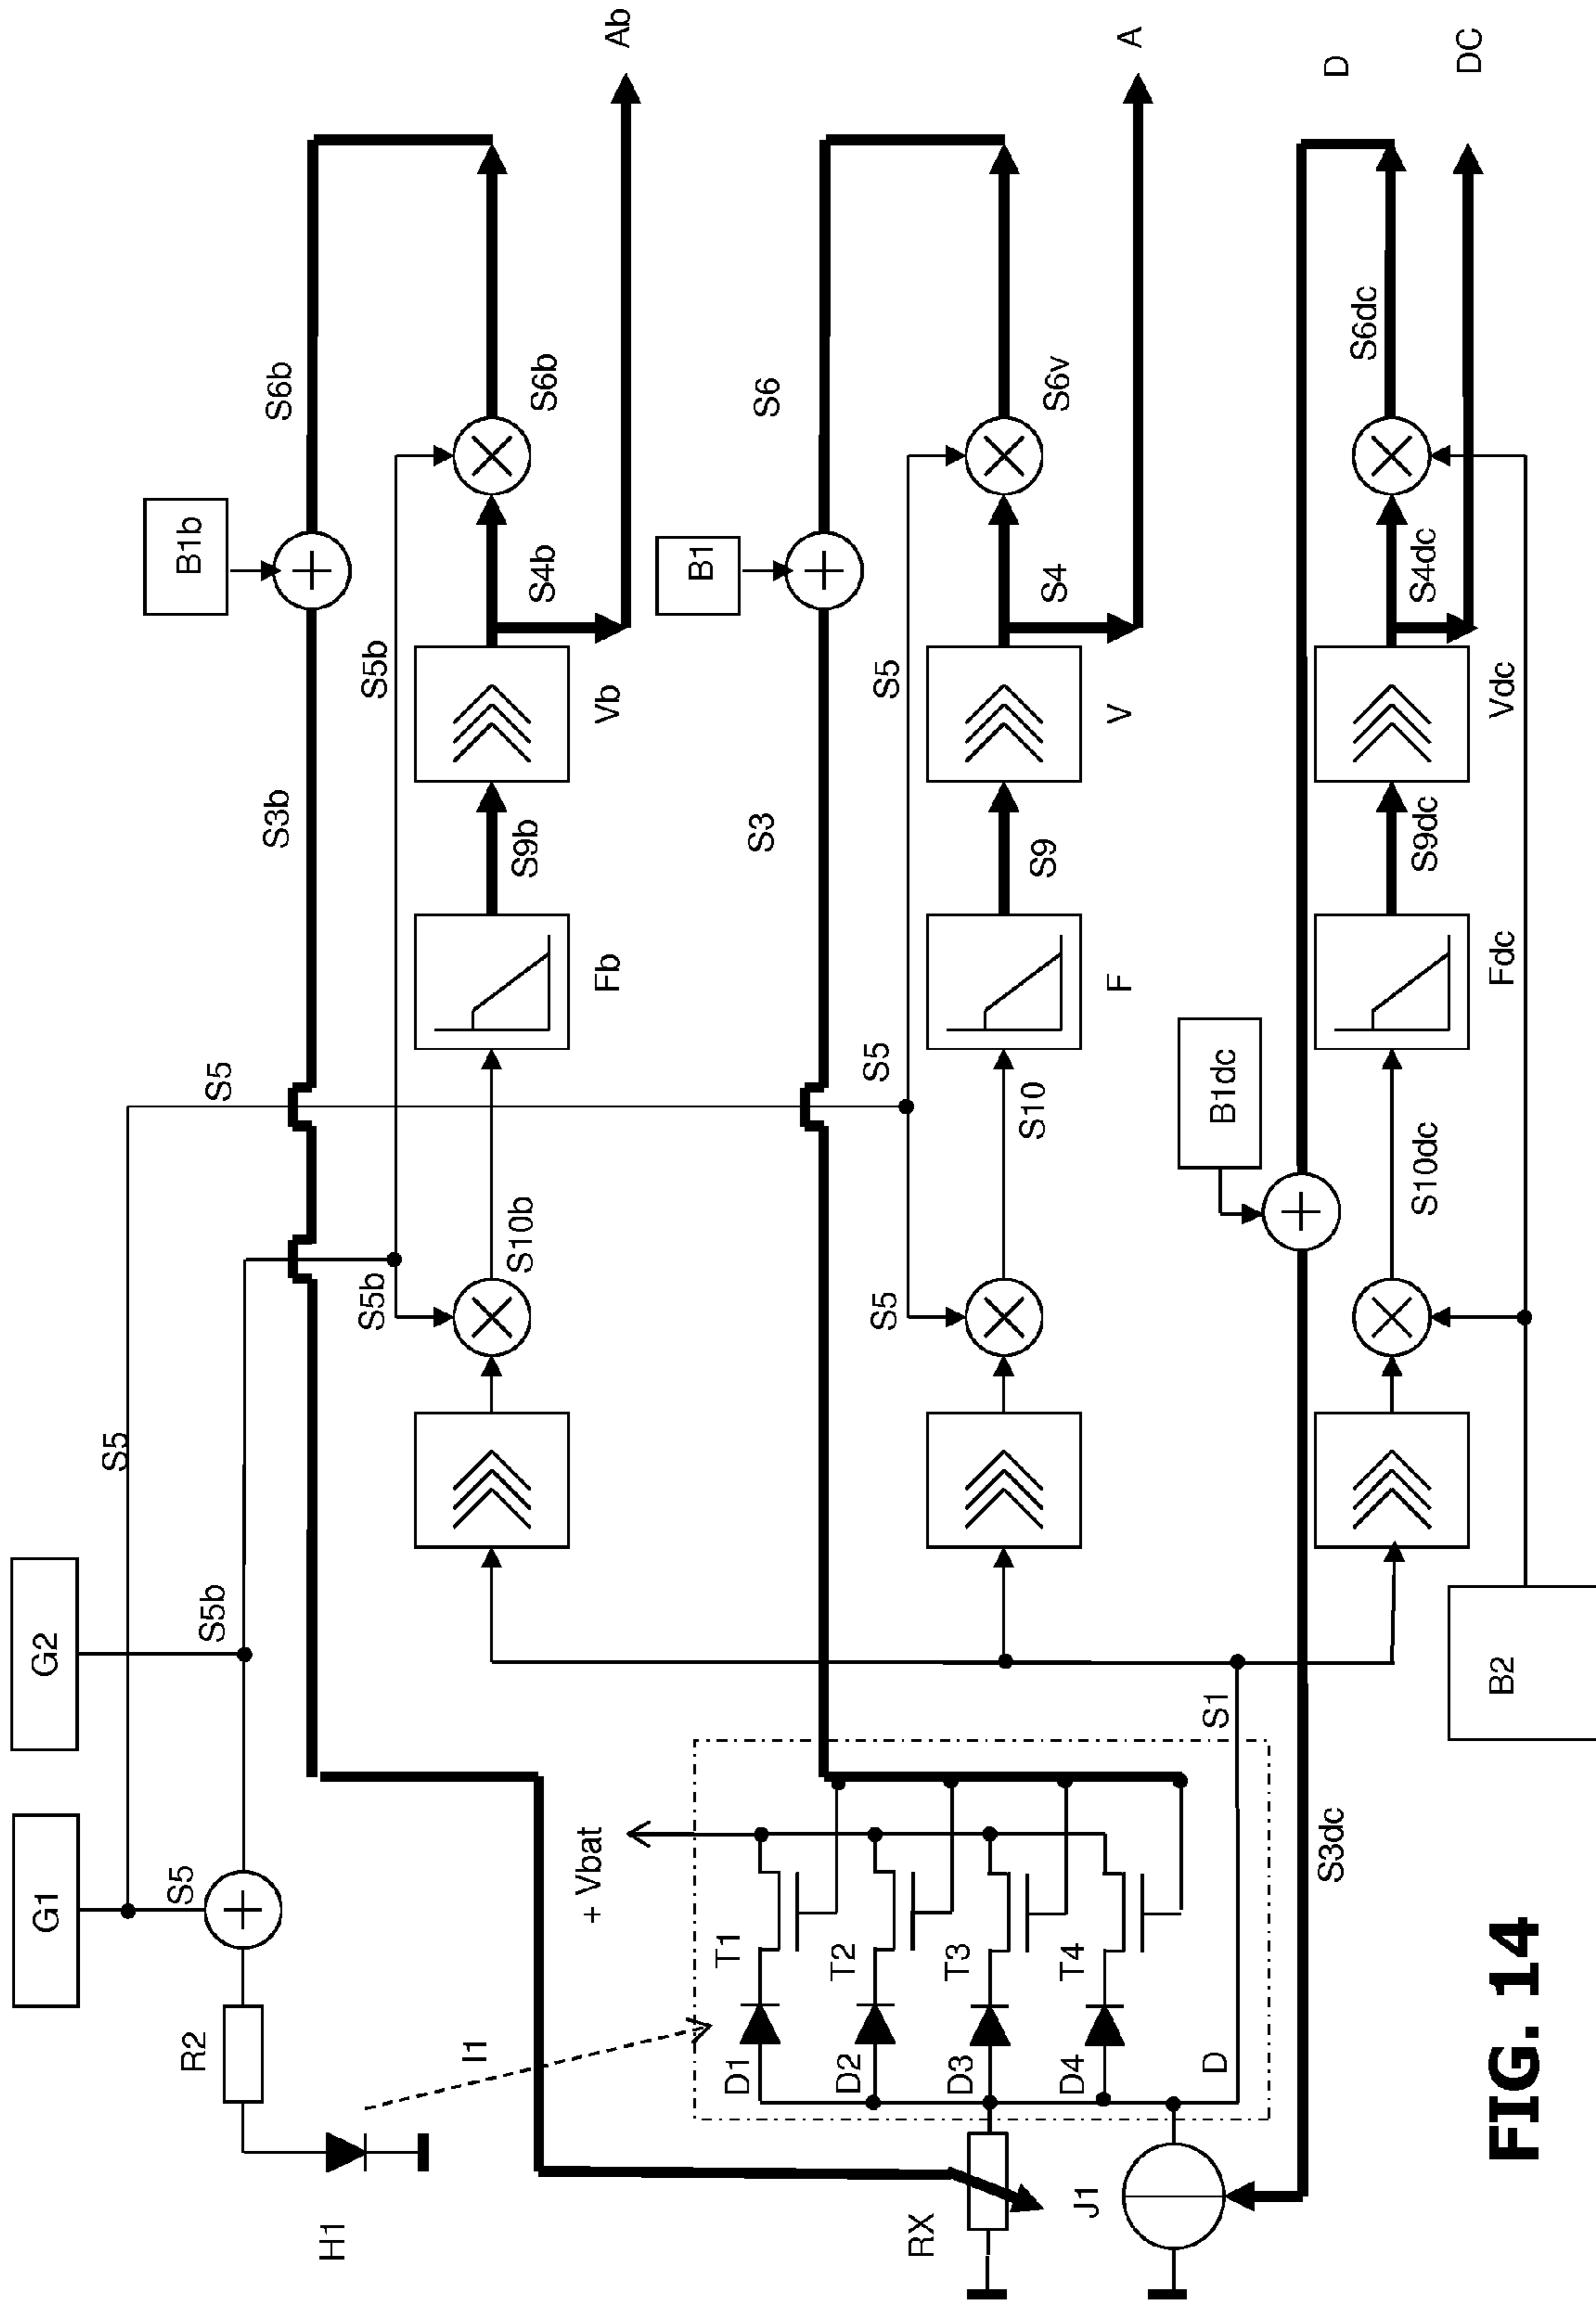 G1
G2
S5
S5b
S5
S5
R2
H1
I1
S3b
B1b
S6b
S5b
S5b
S10b
Fb
S9b
Vb
S4b
S6b
Ab
+ Vbat
T1
T2
T3
T4
D1
D2
D3
D4
D
S1
RX
J1
S3
B1
S6
S5
S5
S5
S10
F
S9
V
S4
S6v
A
S3dc
B1dc
D
S10dc
Fdc
S9dc
Vdc
S4dc
S6dc
DC
B2
FIG. 14